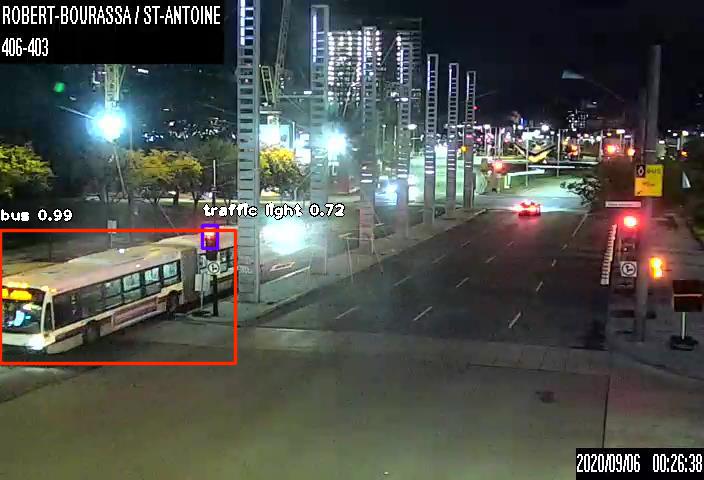 ROBERT-BOURASSA / ST-ANTOINE
406-403
bus 0.99
traffic light 0.72
BUS
2020/09/06 00:26:38